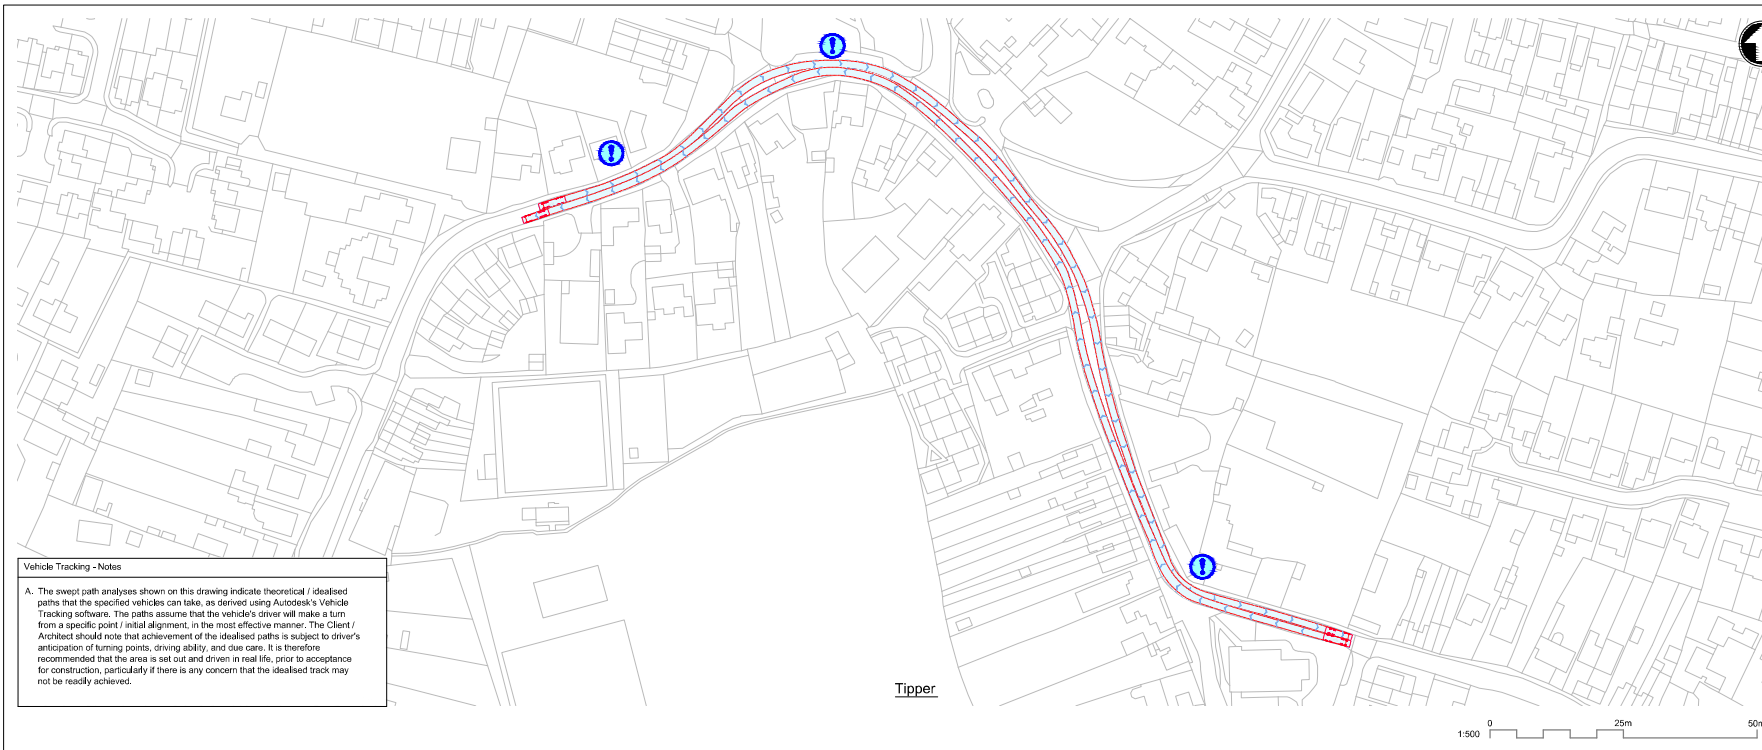 Vehicle Tracking - Notes
A. The swept path analyses shown on this drawing indicate theoretical / idealised
paths that the specified vehicles can take, as derived using Autodesk's Vehicle
Tracking software. The paths assume that the vehicle's driver will make a turn
from a specific point / initial alignment, in the most effective manner. The Client /
Architect should note that achievement of the idealised paths is subject to driver's
anticipation of turning points, driving ability, and due care. It is therefore
recommended that the area is set out and driven in real life, prior to acceptance
for construction, particularly if there is any concern that the idealised track may
not be readily achieved.
Tipper
1:500 0 25m 50m